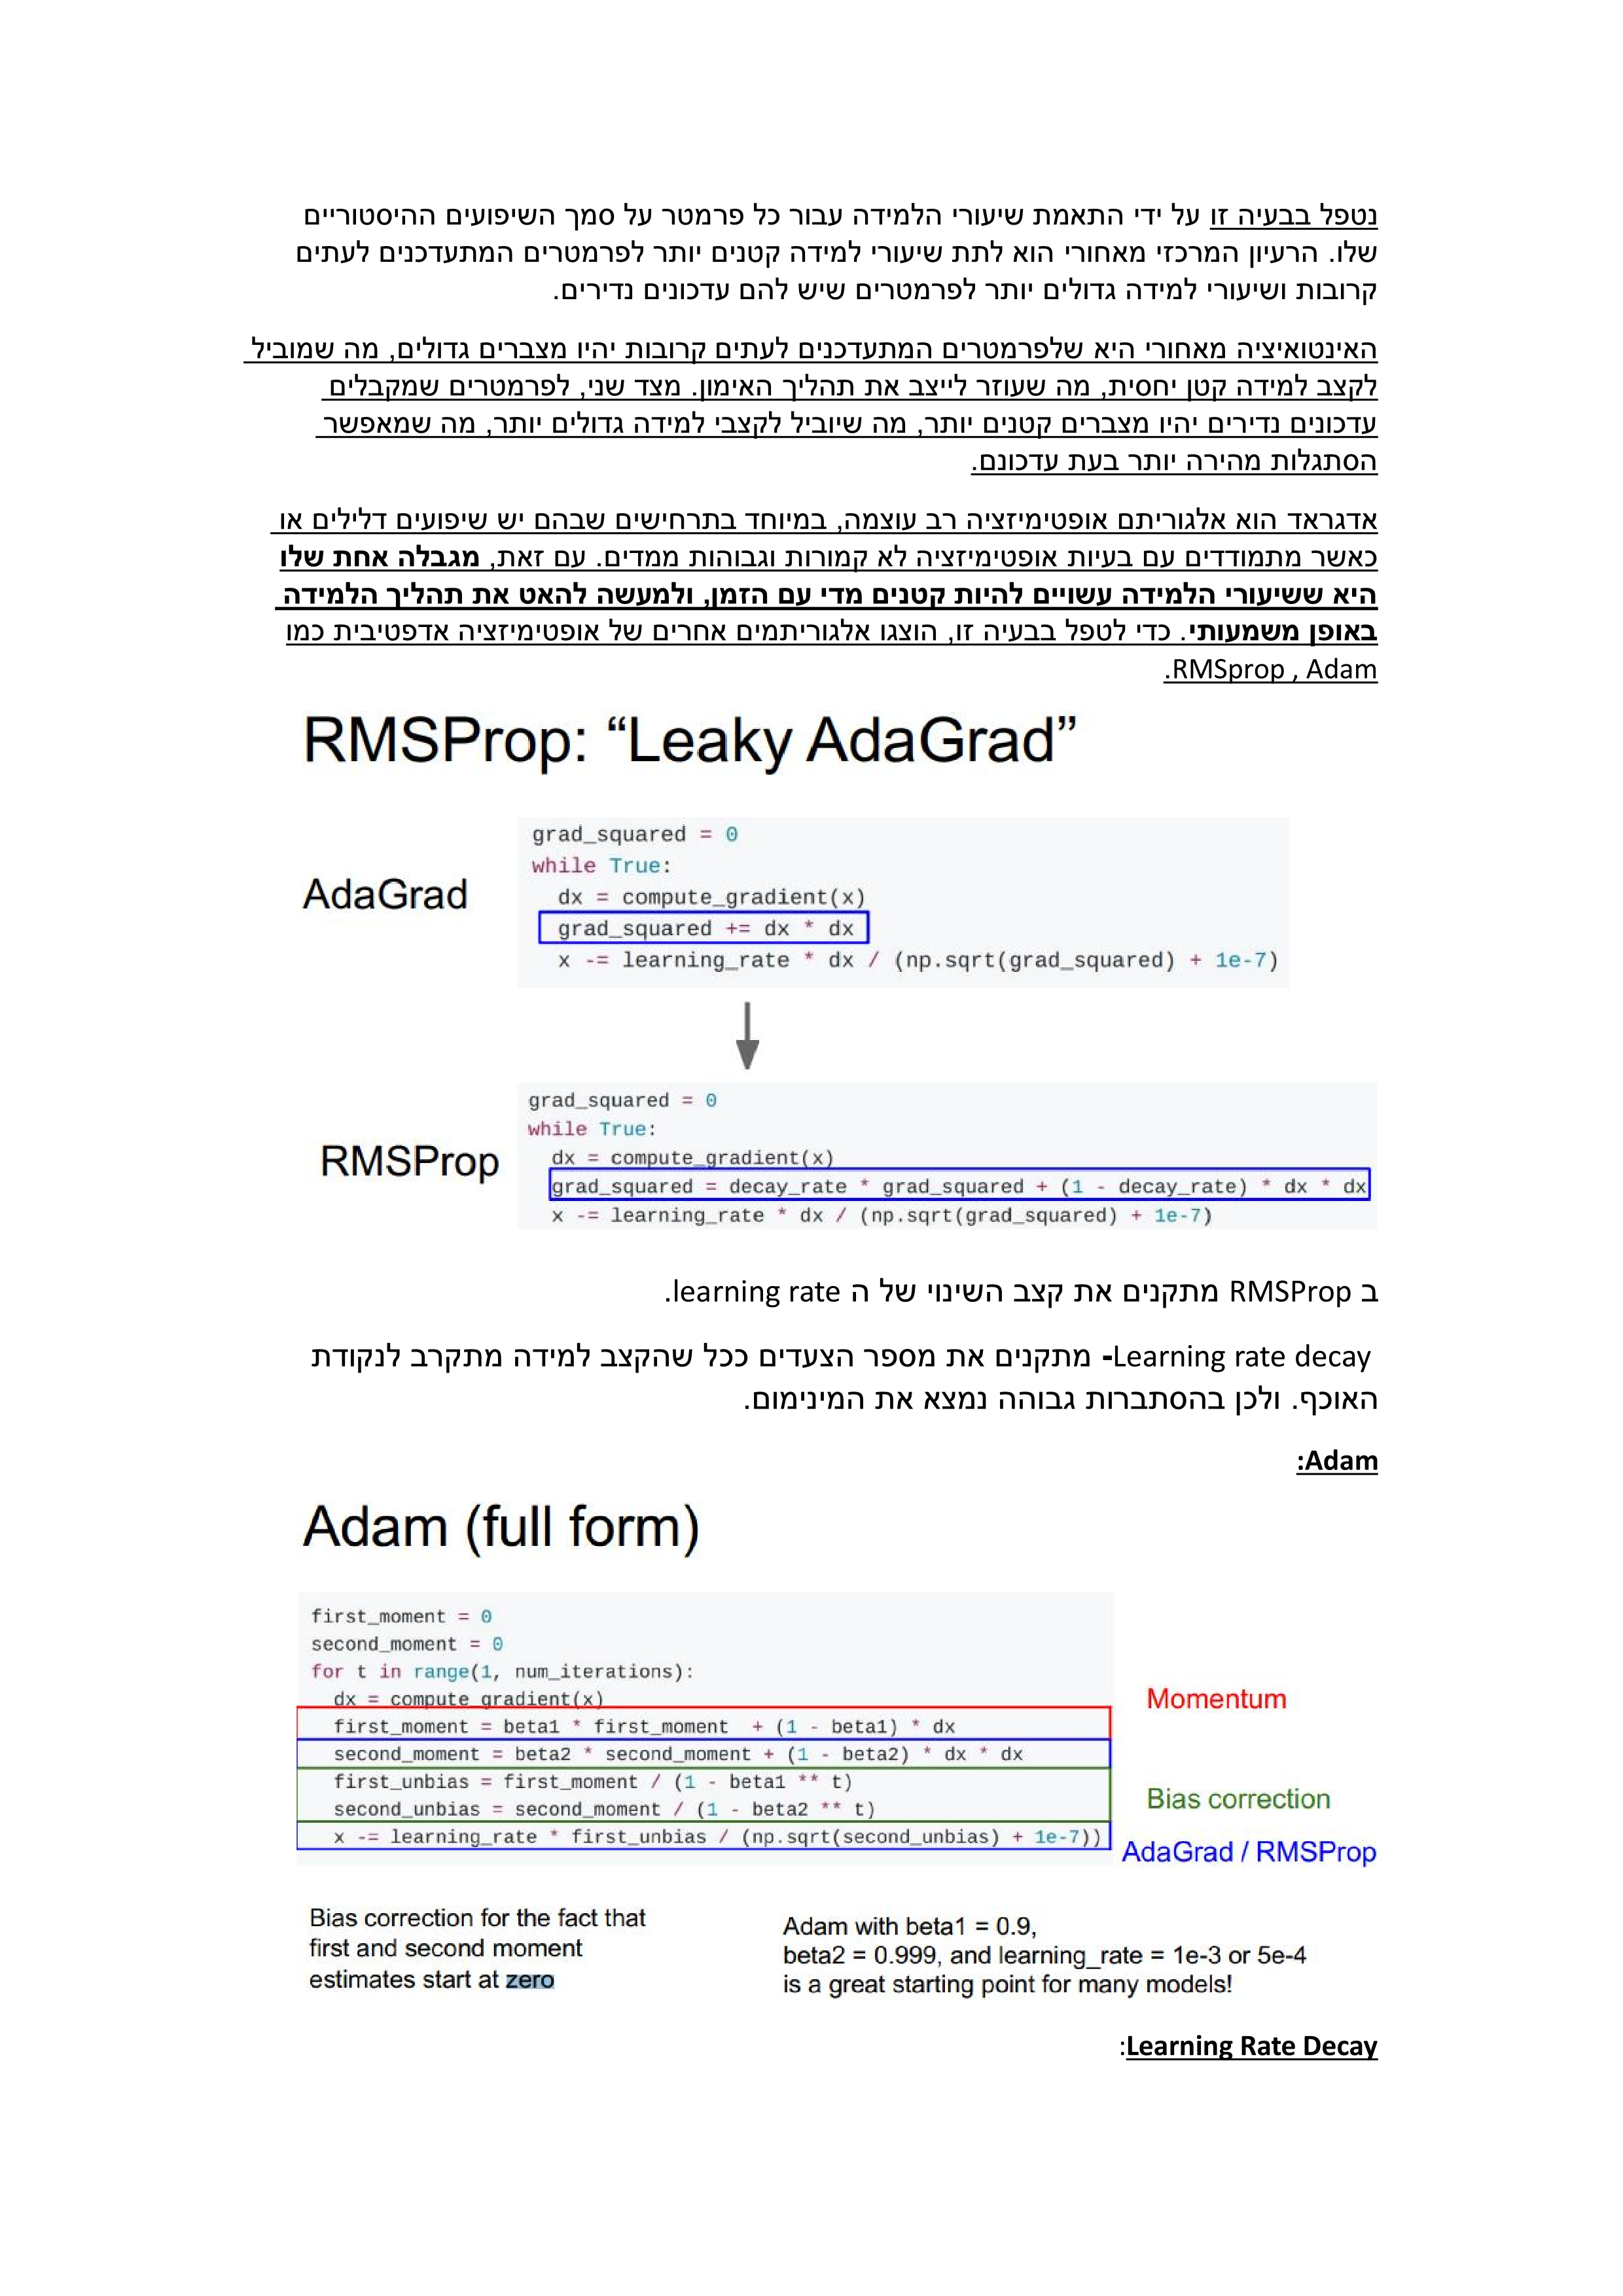 נטפל בבעיה זו על ידי התאמת שיעורי הלמידה עבור כל פרמטר על סמך השיפועים ההיסטוריים
שלו. הרעיון המרכזי מאחורי הוא לתת שיעורי למידה קטנים יותר לפרמטרים המתעדכנים לעתים
קרובות ושיעורי למידה גדולים יותר לפרמטרים שיש להם עדכונים נדירים.
האינטואיציה מאחורי היא שלפרמטרים המתעדכנים לעתים קרובות יהיו מצברים גדולים, מה שמוביל
לקצב למידה קטן יחסית, מה שעוזר לייצב את תהליך האימון. מצד שני, לפרמטרים שמקבלים
עדכונים נדירים יהיו מצברים קטנים יותר, מה שיוביל לקצבי למידה גדולים יותר, מה שמאפשר
הסתגלות מהירה יותר בעת עדכונם.
אדגראד הוא אלגוריתם אופטימיזציה רב עוצמה, במיוחד בתרחישים שבהם יש שיפועים דלילים או
כאשר מתמודדים עם בעיות אופטימיזציה לא קמורות וגבוהות ממדים. עם זאת, מגבלה אחת שלו
היא ששיעורי הלמידה עשויים להיות קטנים מדי עם הזמן, ולמעשה להאט את תהליך הלמידה
באופן משמעותי. כדי לטפל בבעיה זו, הוצגו אלגוריתמים אחרים של אופטימיזציה אדפטיבית כמו
RMSprop , Adam.
RMSProp: “Leaky AdaGrad”
AdaGrad
grad_squared = 0
while True:
  dx = compute_gradient(x)
  grad_squared += dx * dx
  x -= learning_rate * dx / (np.sqrt(grad_squared) + 1e-7)
RMSProp
grad_squared = 0
while True:
  dx = compute_gradient(x)
  grad_squared = decay_rate * grad_squared + (1 - decay_rate) * dx * dx
  x -= learning_rate * dx / (np.sqrt(grad_squared) + 1e-7)
ב RMSProp מתקנים את קצב השינוי של ה learning rate.
Learning rate decay- מתקנים את מספר הצעדים ככל שהקצב למידה מתקרב לנקודת
האוכף. ולכן בהסתברות גבוהה נמצא את המינימום.
Adam:
Adam (full form)
first_moment = 0
second_moment = 0
for t in range(1, num_iterations):
  dx = compute_gradient(x)
  first_moment = beta1 * first_moment  + (1 - beta1) * dx
  second_moment = beta2 * second_moment + (1 - beta2) * dx * dx
  first_unbias = first_moment / (1 - beta1 ** t)
  second_unbias = second_moment / (1 - beta2 ** t)
  x -= learning_rate * first_unbias / (np.sqrt(second_unbias) + 1e-7))
Momentum
Bias correction
AdaGrad / RMSProp
Bias correction for the fact that
first and second moment
estimates start at zero
Adam with beta1 = 0.9,
beta2 = 0.999, and learning_rate = 1e-3 or 5e-4
is a great starting point for many models!
Learning Rate Decay: